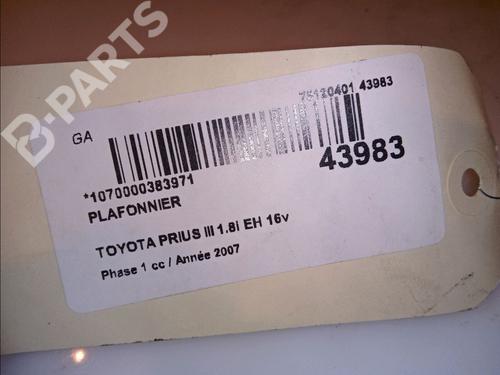 B-PARTS
GA
75120401 43983
43983
*1070000383971
PLAFONNIER
TOYOTA PRIUS III 1.8i EH 16v
Phase 1 cc / Année 2007